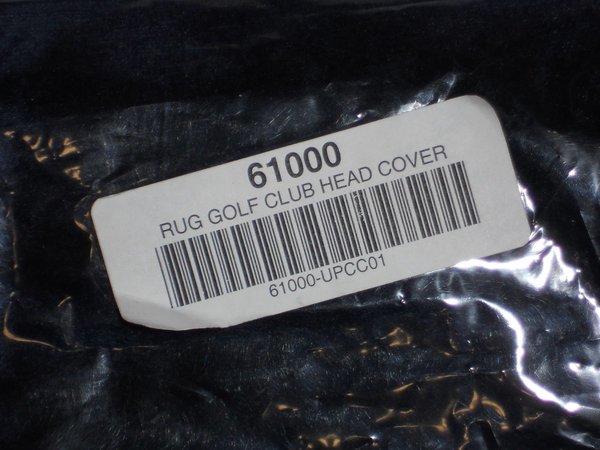 61000
RUG GOLF CLUB HEAD COVER
61000-UPCC01